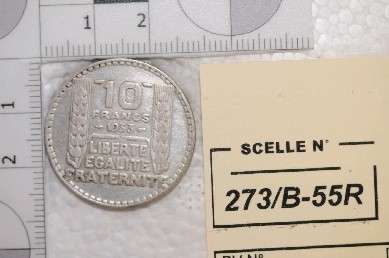 1 2
1
2
10
FRANCS
1933
LIBERTE
EGALITE
FRATERNITE
SCELLE N°
273/B-55R